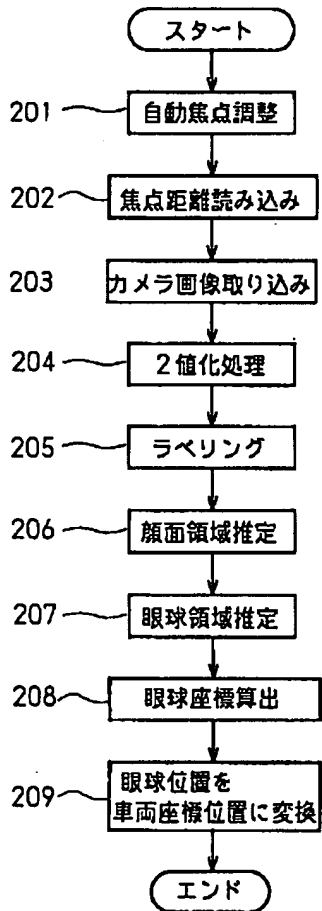 スタート
201 自動焦点調整
202 焦点距離読み込み
203 カメラ画像取り込み
204 2値化処理
205 ラベリング
206 顔面領域推定
207 眼球領域推定
208 眼球座標算出
209 眼球位置を
車両座標位置に変換
エンド